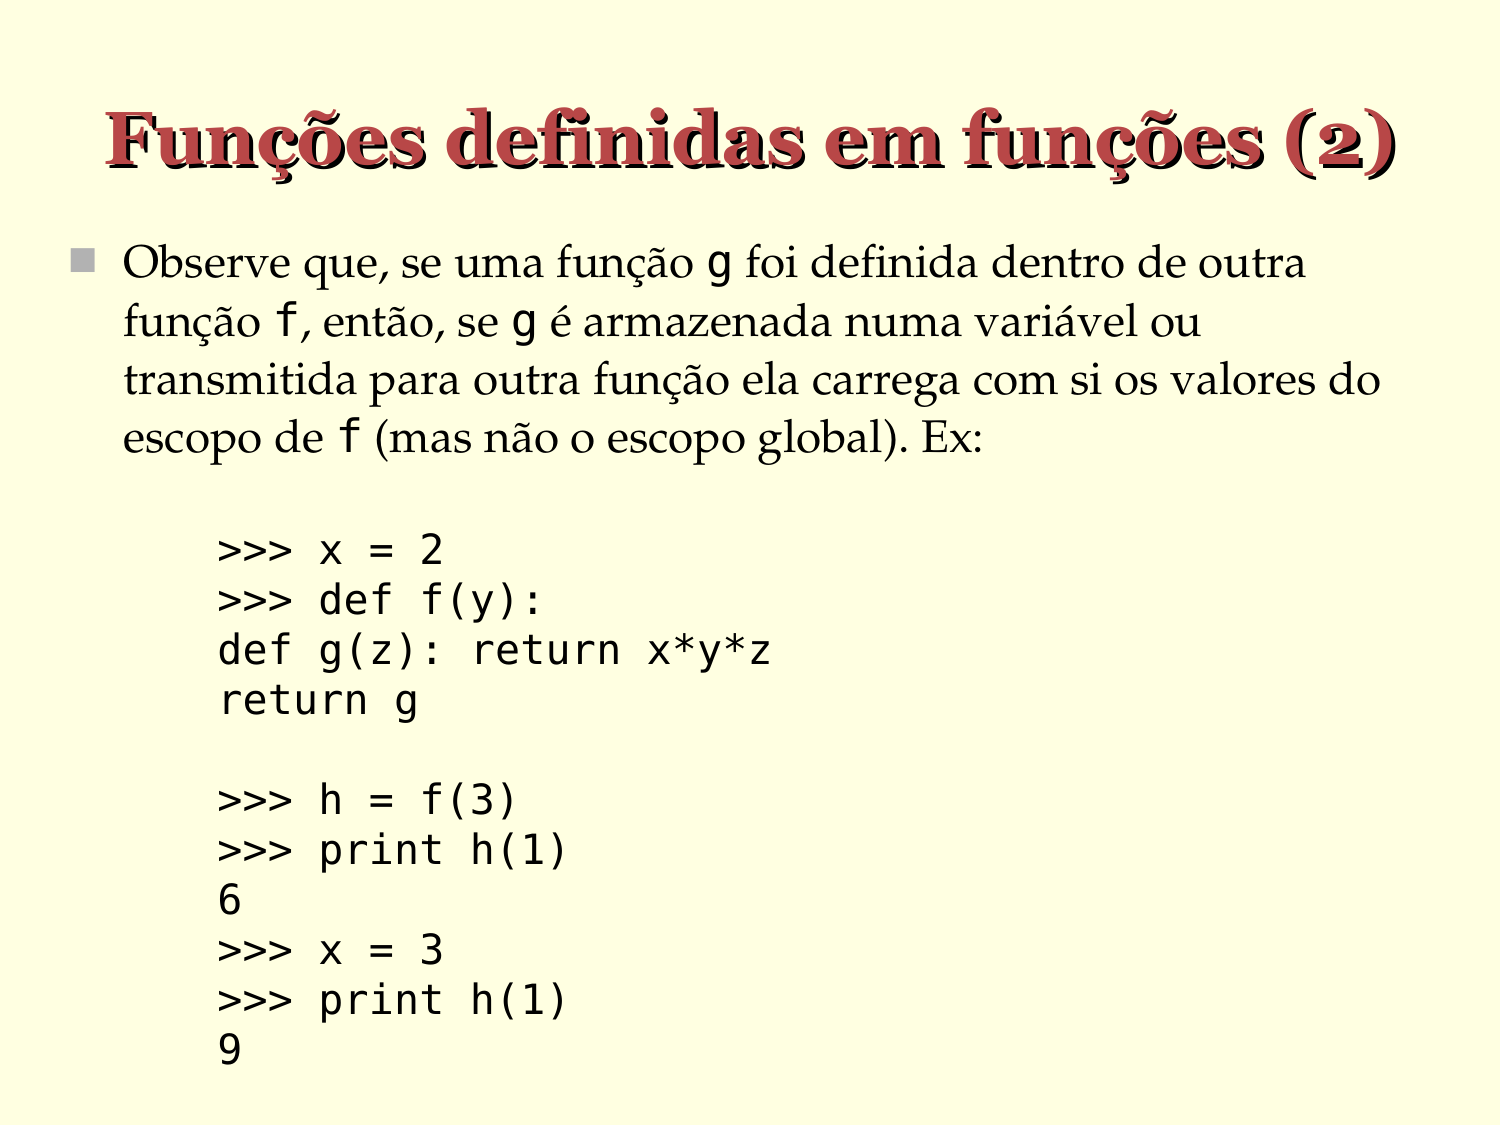 Funções definidas em funções (2)
Observe que, se uma função g foi definida dentro de outra
função f, então, se g é armazenada numa variável ou
transmitida para outra função ela carrega com si os valores do
escopo de f (mas não o escopo global). Ex:
>>> x = 2
>>> def f(y):
def g(z): return x*y*z
return g
>>> h = f(3)
>>> print h(1)
6
>>> x = 3
>>> print h(1)
9